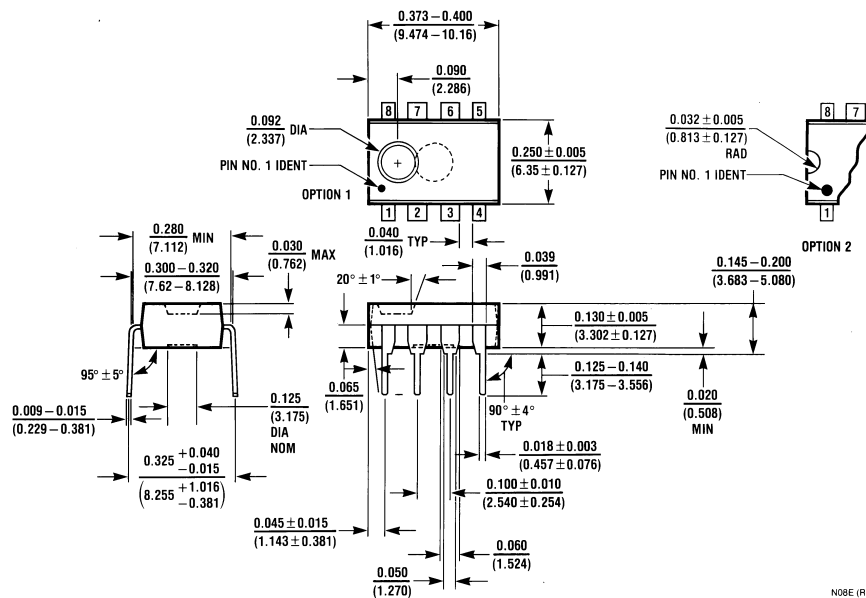 0.373 – 0.400
(9.474 – 10.16)
0.090
(2.286)
8 7 6 5
0.092
(2.337)
DIA
PIN NO. 1 IDENT
OPTION 1
+
1 2 3 4
0.250 ± 0.005
(6.35 ± 0.127)
0.032 ± 0.005
(0.813 ± 0.127)
RAD
PIN NO. 1 IDENT
8 7
1
OPTION 2
0.280
(7.112)
MIN
0.300 – 0.320
(7.62 – 8.128)
0.030
(0.762)
MAX
95° ± 5°
0.009 – 0.015
(0.229 – 0.381)
0.125
(3.175)
DIA
NOM
0.325 +0.040
−0.015
(8.255 +1.016
−0.381)
0.040
(1.016)
TYP
0.039
(0.991)
20° ± 1°
0.145 – 0.200
(3.683 – 5.080)
0.130 ± 0.005
(3.302 ± 0.127)
0.125 – 0.140
(3.175 – 3.556)
0.020
(0.508)
MIN
0.065
(1.651)
90° ± 4°
TYP
0.018 ± 0.003
(0.457 ± 0.076)
0.100 ± 0.010
(2.540 ± 0.254)
0.045 ± 0.015
(1.143 ± 0.381)
0.060
(1.524)
0.050
(1.270)
N08E